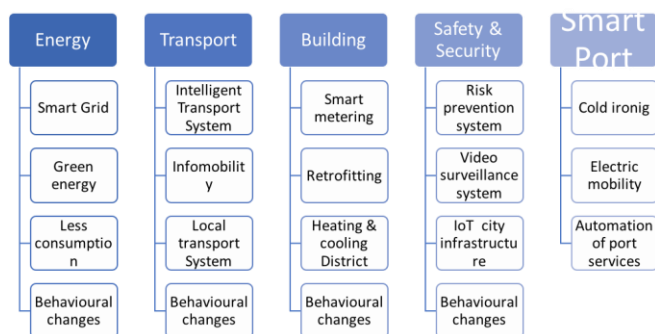 Energy
Smart Grid
Green
energy
Less
consumptio
n
Behavioural
changes
Transport
Intelligent
Transport
System
Infomobilit
y
Local
transport
System
Behavioural
changes
Building
Smart
metering
Retrofitting
Heating &
cooling
District
Behavioural
changes
Safety &
Security
Risk
prevention
system
Video
surveillance
system
IoT city
infrastructu
re
Behavioural
changes
Smart
Port
Cold ironig
Electric
mobility
Automation
of port
services